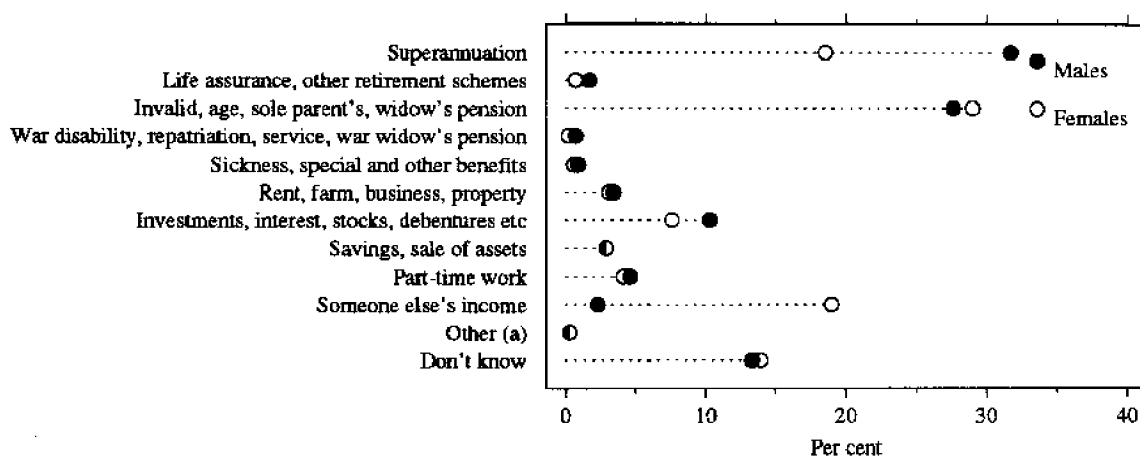 Superannuation
Life assurance, other retirement schemes
Invalid, age, sole parent's, widow's pension
War disability, repatriation, service, war widow's pension
Sickness, special and other benefits
Rent, farm, business, property
Investments, interest, stocks, debentures etc
Savings, sale of assets
Part-time work
Someone else's income
Other (a)
Don't know
Males
Females
0 10 20 30 40
Per cent